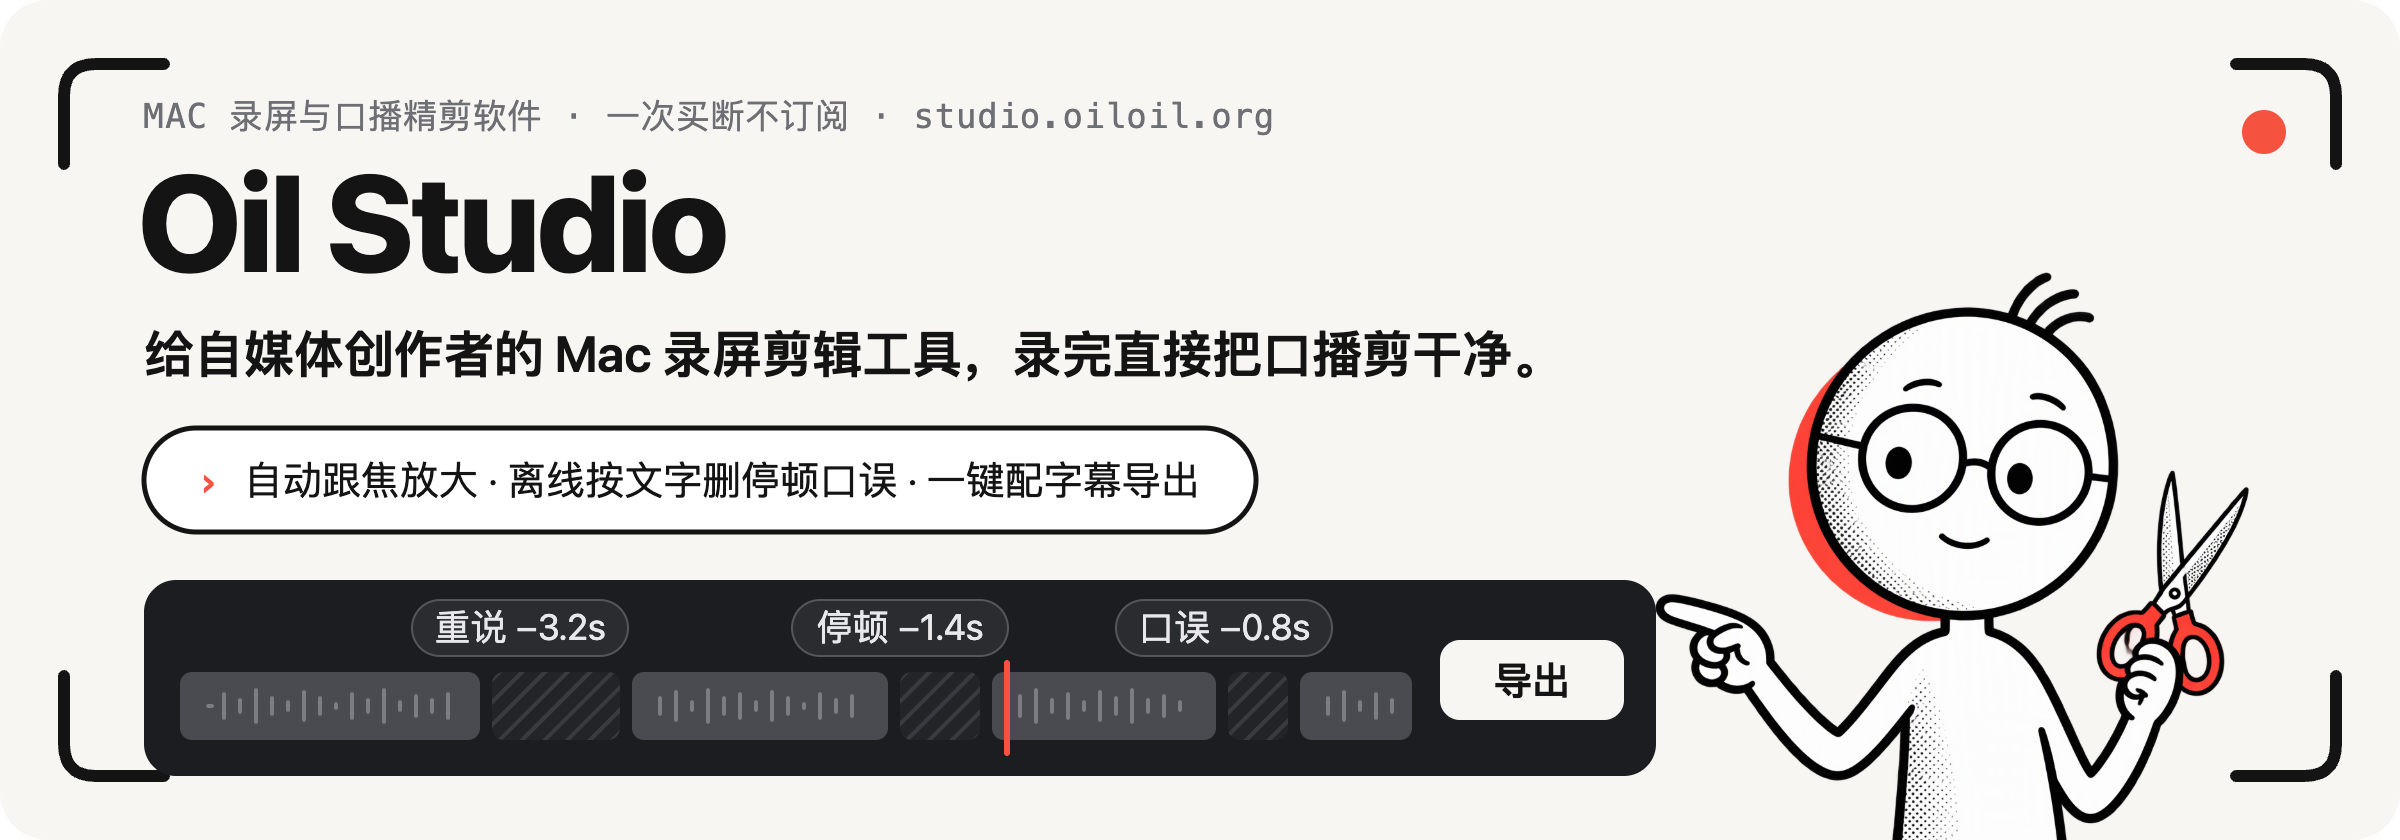 MAC 录屏与口播精剪软件 · 一次买断不订阅 · studio.oiloil.org
Oil Studio
给自媒体创作者的 Mac 录屏剪辑工具，录完直接把口播剪干净。
› 自动跟焦放大 · 离线按文字删停顿口误 · 一键配字幕导出
重说 −3.2s 停顿 −1.4s 口误 −0.8s
导出